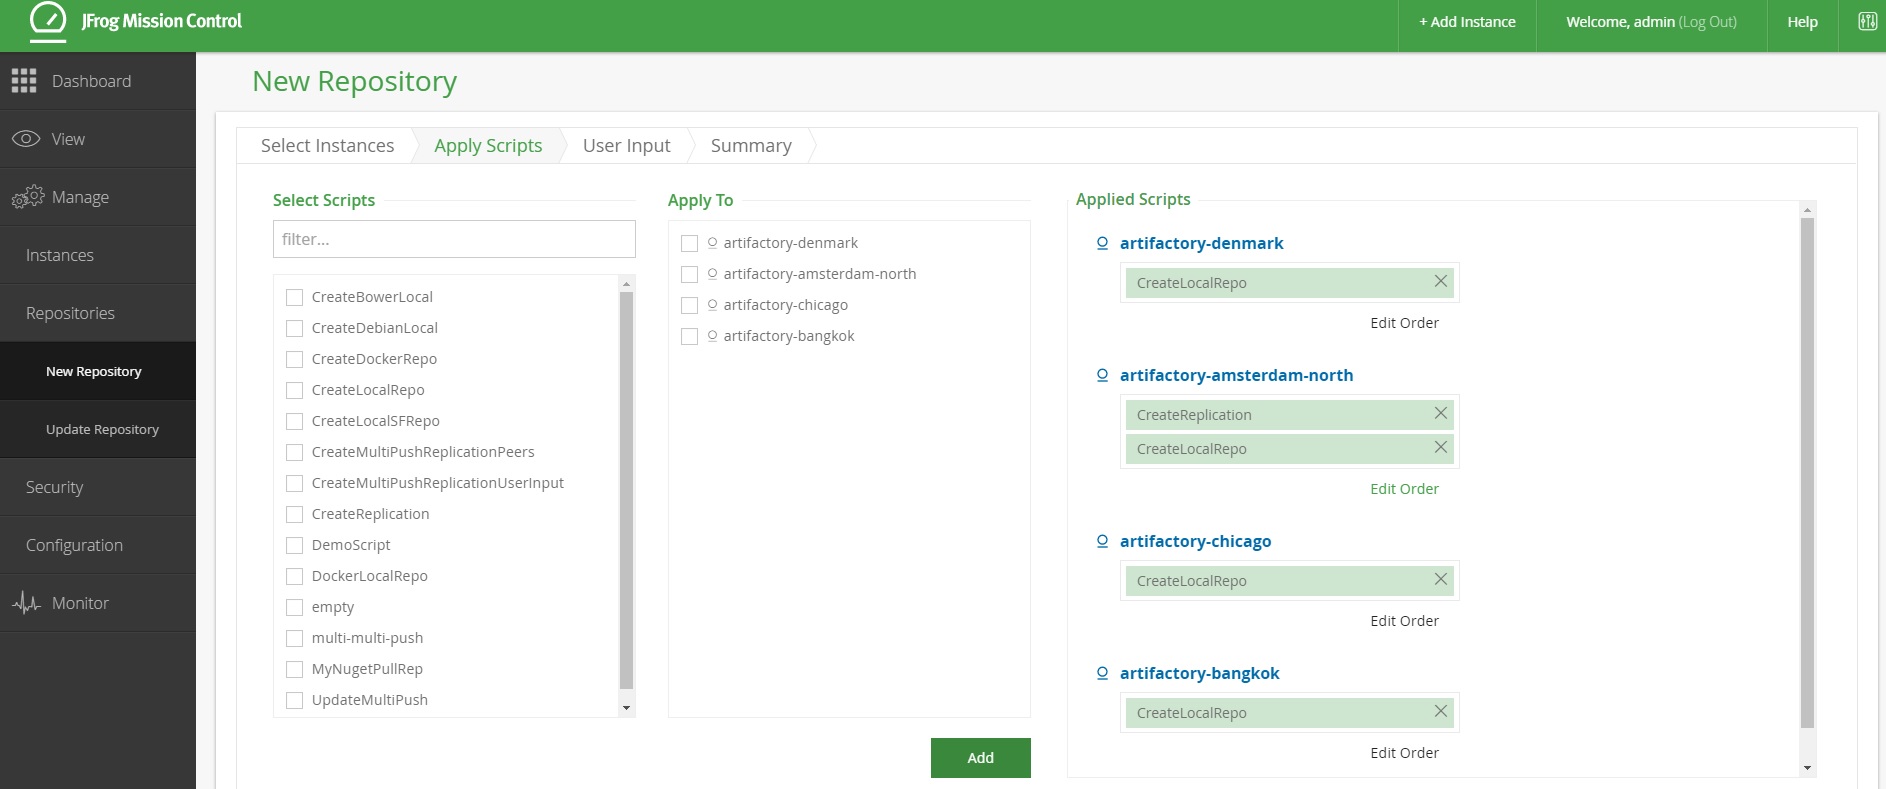 JFrog Mission Control
+ Add Instance
Welcome, admin (Log Out)
Help
Dashboard
View
Manage
Instances
Repositories
New Repository
Update Repository
Security
Configuration
Monitor
New Repository
Select Instances
Apply Scripts
User Input
Summary
Select Scripts
filter...
CreateBowerLocal
CreateDebianLocal
CreateDockerRepo
CreateLocalRepo
CreateLocalSFRepo
CreateMultiPushReplicationPeers
CreateMultiPushReplicationUserInput
CreateReplication
DemoScript
DockerLocalRepo
empty
multi-multi-push
MyNugetPullRep
UpdateMultiPush
Apply To
artifactory-denmark
artifactory-amsterdam-north
artifactory-chicago
artifactory-bangkok
Add
Applied Scripts
artifactory-denmark
CreateLocalRepo
Edit Order
artifactory-amsterdam-north
CreateReplication
CreateLocalRepo
Edit Order
artifactory-chicago
CreateLocalRepo
Edit Order
artifactory-bangkok
CreateLocalRepo
Edit Order